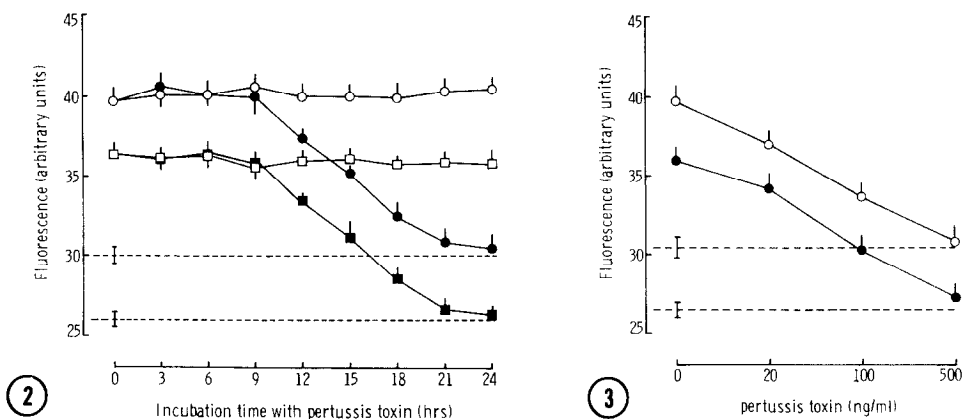 45
40
35
30
25
Fluorescence (arbitrary units)
0 3 6 9 12 15 18 21 24
Incubation time with pertussis toxin (hrs)
2
45
40
35
30
25
Fluorescence (arbitrary units)
0 20 100 500
pertussis toxin (ng/ml)
3